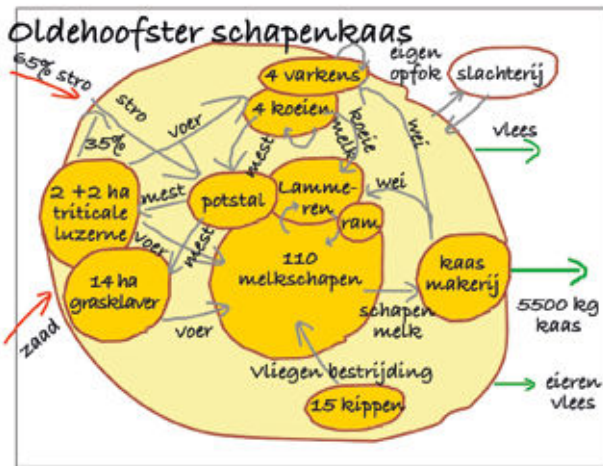 Oldehoofster schapenkaas
65% stro
stro
35%
voer
4 varkens
4 koeien
eigen
opfok
slachterij
vlees
mest
koeie
melk
wei
wei
2 + 2 ha
triticale
luzerne
mest
potstal
Lamme-
ren
ram
voer
mest
14 ha
grasklaver
voer
110
melkschapen
schapen
melk
kaas
makerij
5500 kg
kaas
zaad
vliegen bestrijding
15 kippen
eieren
vlees